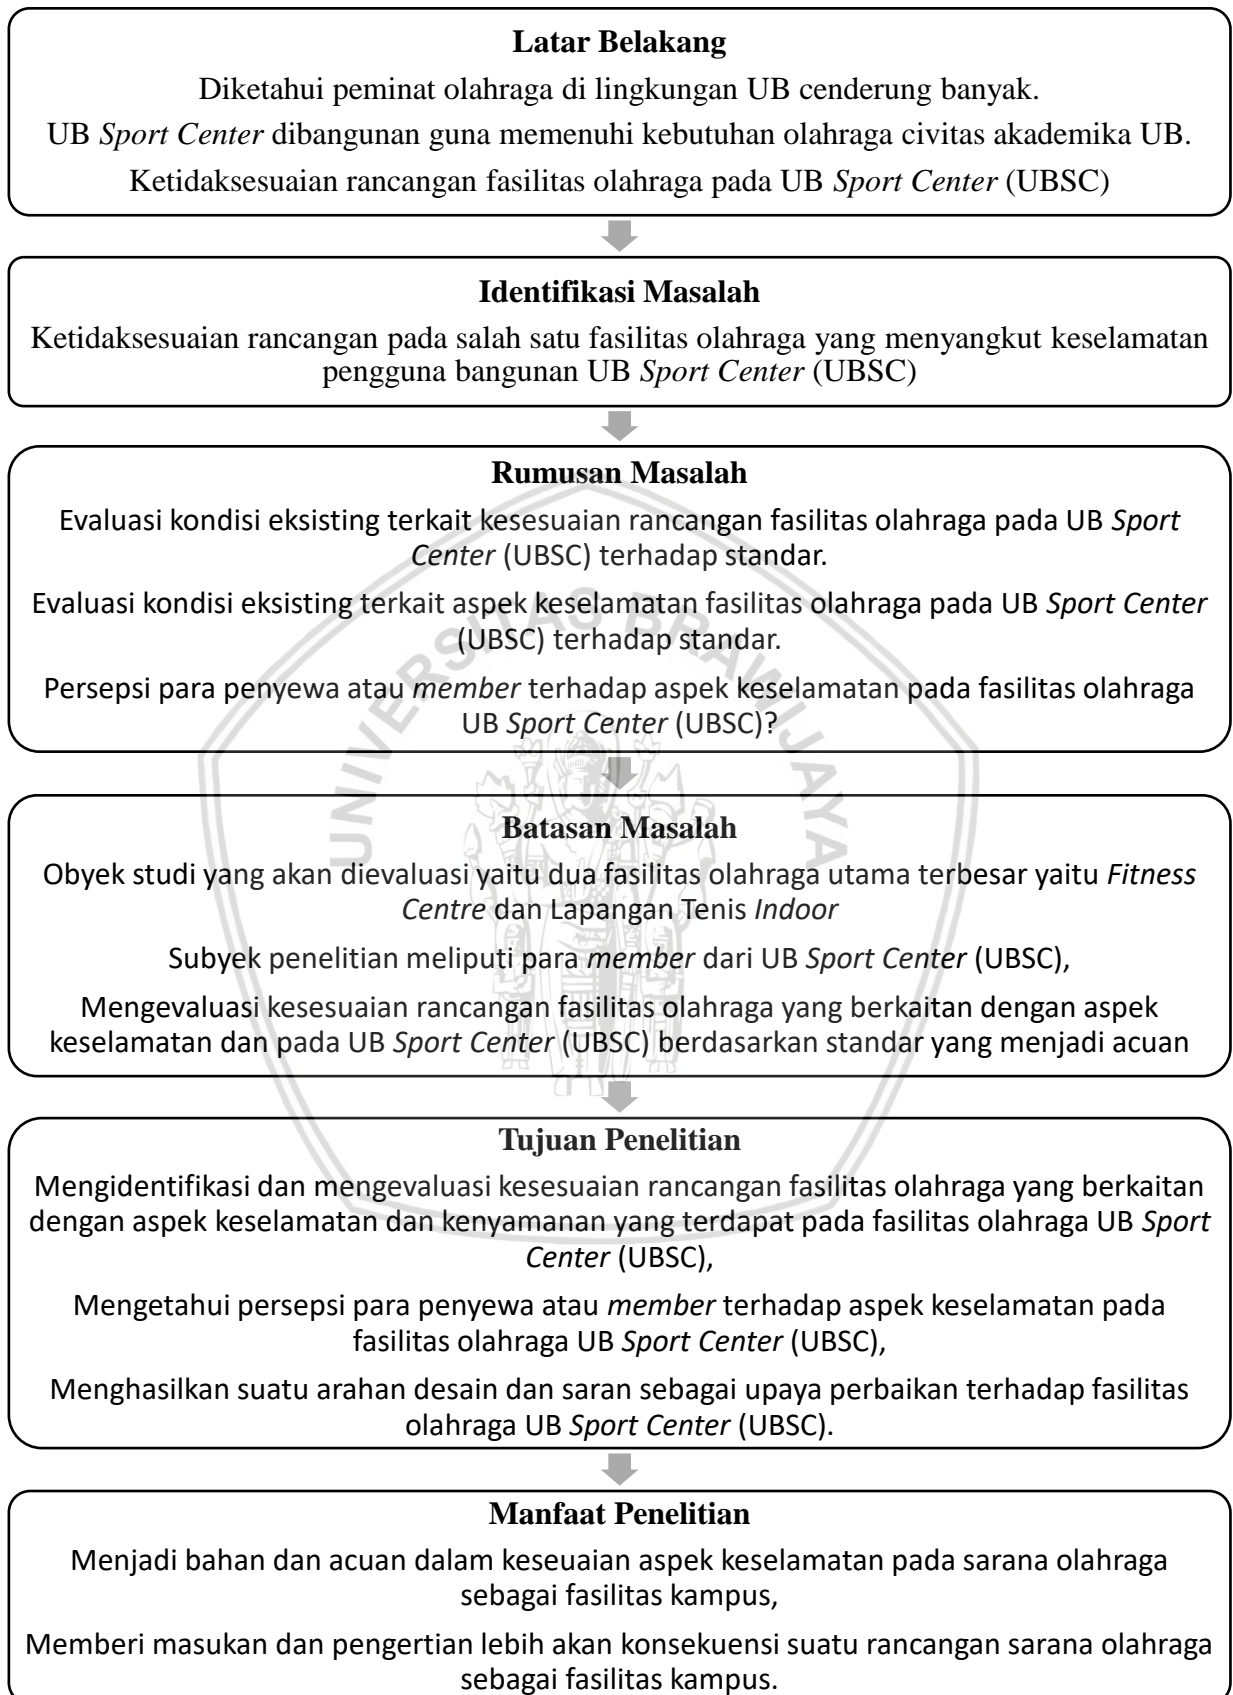 Latar Belakang
Diketahui peminat olahraga di lingkungan UB cenderung banyak.
UB Sport Center dibangunan guna memenuhi kebutuhan olahraga civitas akademika UB.
Ketidaksesuaian rancangan fasilitas olahraga pada UB Sport Center (UBSC)
Identifikasi Masalah
Ketidaksesuaian rancangan pada salah satu fasilitas olahraga yang menyangkut keselamatan
pengguna bangunan UB Sport Center (UBSC)
Rumusan Masalah
Evaluasi kondisi eksisting terkait kesesuaian rancangan fasilitas olahraga pada UB Sport
Center (UBSC) terhadap standar.
Evaluasi kondisi eksisting terkait aspek keselamatan fasilitas olahraga pada UB Sport Center
(UBSC) terhadap standar.
Persepsi para penyewa atau member terhadap aspek keselamatan pada fasilitas olahraga
UB Sport Center (UBSC)?
Batasan Masalah
Obyek studi yang akan dievaluasi yaitu dua fasilitas olahraga utama terbesar yaitu Fitness
Centre dan Lapangan Tenis Indoor
Subyek penelitian meliputi para member dari UB Sport Center (UBSC),
Mengevaluasi kesesuaian rancangan fasilitas olahraga yang berkaitan dengan aspek
keselamatan dan pada UB Sport Center (UBSC) berdasarkan standar yang menjadi acuan
Tujuan Penelitian
Mengidentifikasi dan mengevaluasi kesesuaian rancangan fasilitas olahraga yang berkaitan
dengan aspek keselamatan dan kenyamanan yang terdapat pada fasilitas olahraga UB Sport
Center (UBSC),
Mengetahui persepsi para penyewa atau member terhadap aspek keselamatan pada
fasilitas olahraga UB Sport Center (UBSC),
Menghasilkan suatu arahan desain dan saran sebagai upaya perbaikan terhadap fasilitas
olahraga UB Sport Center (UBSC).
Manfaat Penelitian
Menjadi bahan dan acuan dalam keseuaian aspek keselamatan pada sarana olahraga
sebagai fasilitas kampus,
Memberi masukan dan pengertian lebih akan konsekuensi suatu rancangan sarana olahraga
sebagai fasilitas kampus.
UNIVERSITAS BRAWIJAYA